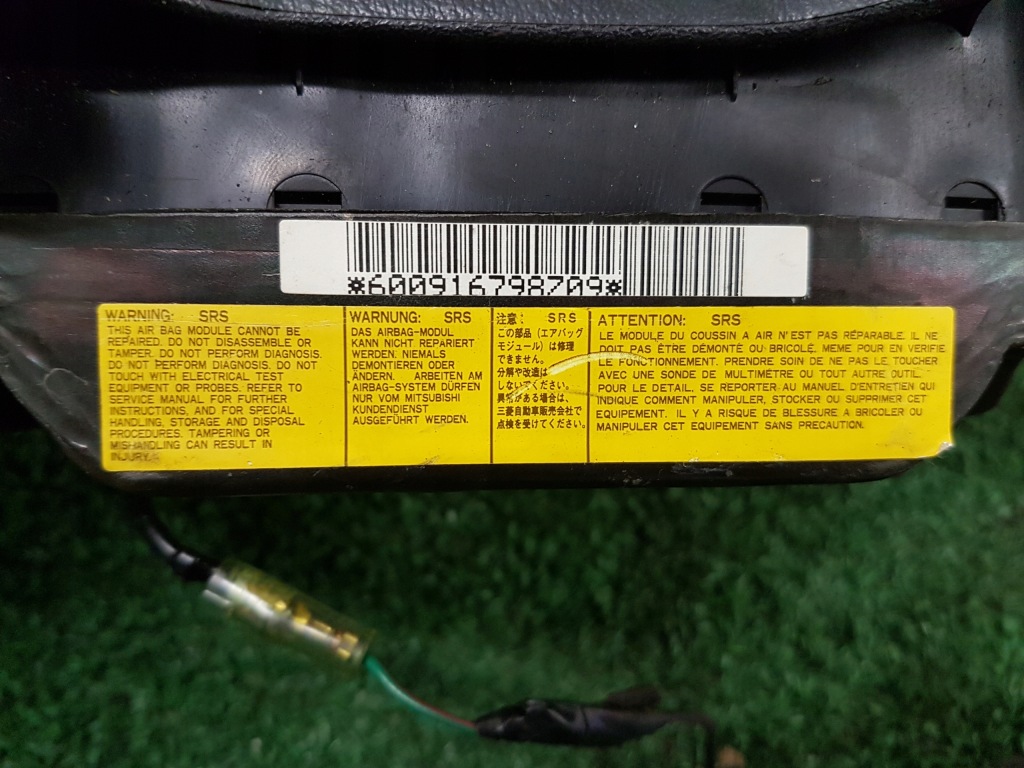 *600916798709*
WARNING: SRS
THIS AIR BAG MODULE CANNOT BE
REPAIRED. DO NOT DISASSEMBLE OR
TAMPER. DO NOT PERFORM DIAGNOSIS.
DO NOT PERFORM DIAGNOSIS. DO NOT
TOUCH WITH ELECTRICAL TEST
EQUIPMENT OR PROBES. REFER TO
SERVICE MANUAL FOR FURTHER
INSTRUCTIONS, AND FOR SPECIAL
HANDLING, STORAGE AND DISPOSAL
PROCEDURES. TAMPERING OR
MISHANDLING CAN RESULT IN
INJURY.
WARNUNG: SRS
DAS AIRBAG-MODUL
KANN NICHT REPARIERT
WERDEN. NIEMALS
DEMONTIEREN ODER
ÄNDERN. ARBEITEN AM
AIRBAG-SYSTEM DÜRFEN
NUR VOM MITSUBISHI
KUNDENDIENST
AUSGEFÜHRT WERDEN.
注意: SRS
この部品（エアバッグ
モジュール）は修理
できません。
分解や改造は
しないでください。
異常がある場合は、
三菱自動車販売会社で
点検を受けてください。
ATTENTION: SRS
LE MODULE DU COUSSIN A AIR N'EST PAS RÉPARABLE. IL NE
DOIT PAS ÊTRE DÉMONTÉ OU BRICOLÉ, MEME POUR EN VERIFIE
LE FONCTIONNEMENT. PRENDRE SOIN DE NE PAS LE TOUCHER
AVEC UNE SONDE DE MULTIMÉTRE OU TOUT AUTRE OUTIL.
POUR LE DETAIL, SE REPORTER AU MANUEL D'ENTRETIEN QUI
INDIQUE COMMENT MANIPULER, STOCKER OU SUPPRIMER CET
EQUIPEMENT. IL Y A RISQUE DE BLESSURE A BRICOLER OU
MANIPULER CET EQUIPEMENT SANS PRECAUTION.